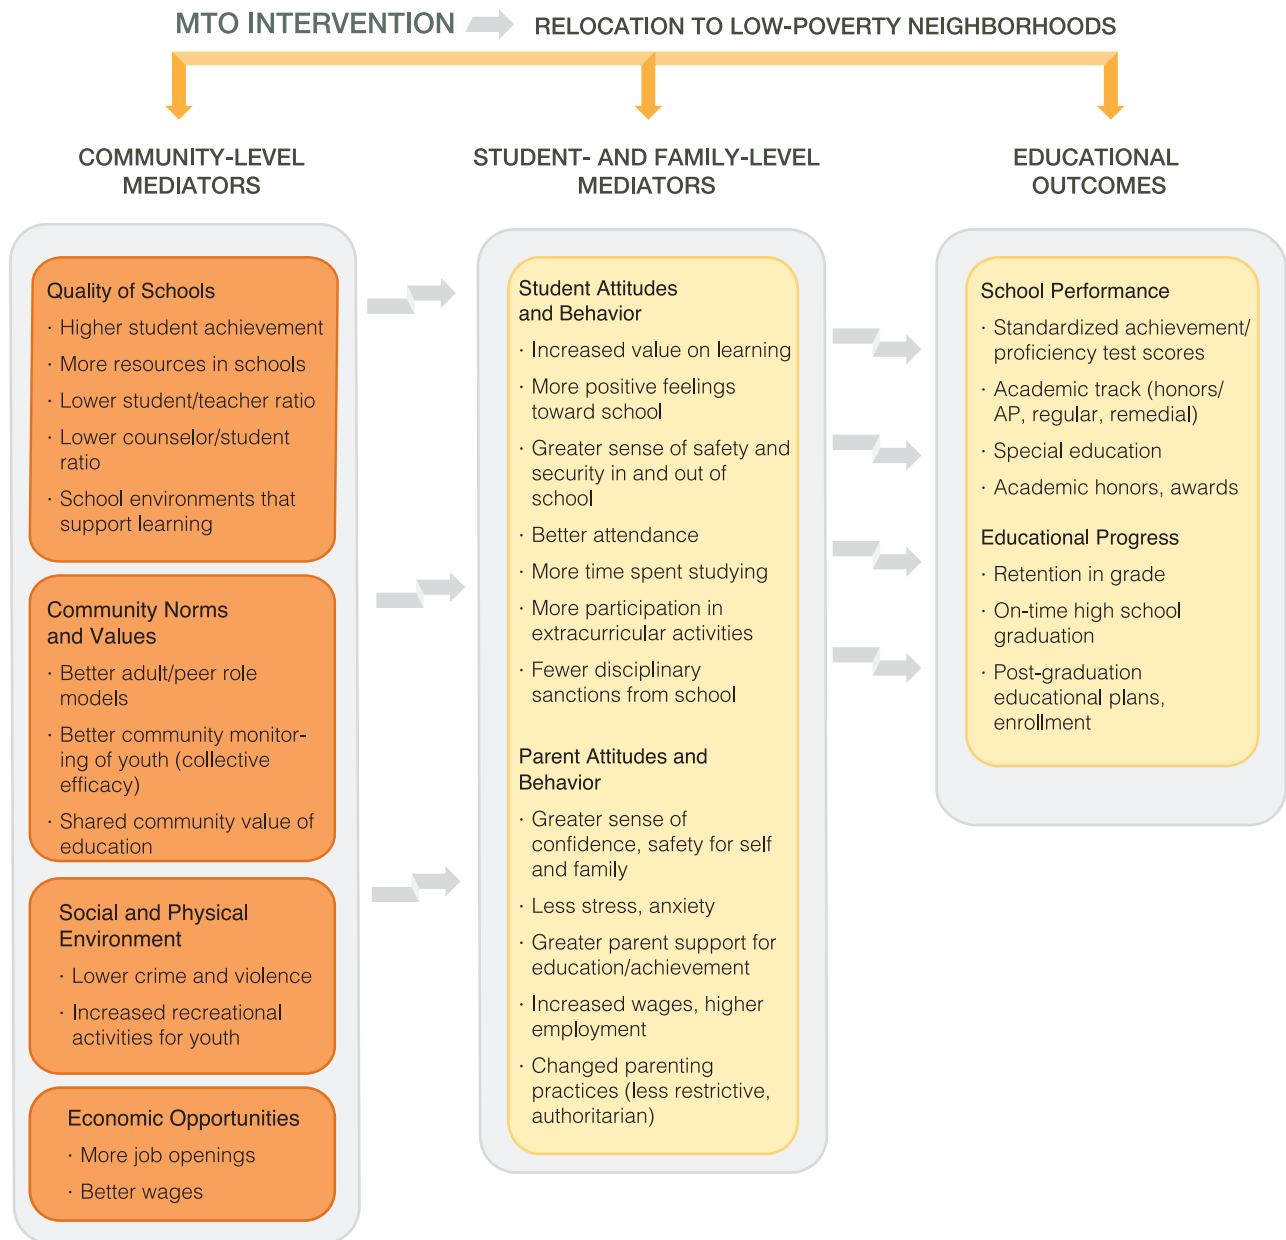 MTO INTERVENTION
RELOCATION TO LOW-POVERTY NEIGHBORHOODS
COMMUNITY-LEVEL
MEDIATORS
Quality of Schools
· Higher student achievement
· More resources in schools
· Lower student/teacher ratio
· Lower counselor/student
ratio
· School environments that
support learning
Community Norms
and Values
· Better adult/peer role
models
· Better community monitor-
ing of youth (collective
efficacy)
· Shared community value of
education
Social and Physical
Environment
· Lower crime and violence
· Increased recreational
activities for youth
Economic Opportunities
· More job openings
· Better wages
STUDENT- AND FAMILY-LEVEL
MEDIATORS
Student Attitudes
and Behavior
· Increased value on learning
· More positive feelings
toward school
· Greater sense of safety and
security in and out of
school
· Better attendance
· More time spent studying
· More participation in
extracurricular activities
· Fewer disciplinary
sanctions from school
Parent Attitudes and
Behavior
· Greater sense of
confidence, safety for self
and family
· Less stress, anxiety
· Greater parent support for
education/achievement
· Increased wages, higher
employment
· Changed parenting
practices (less restrictive,
authoritarian)
EDUCATIONAL
OUTCOMES
School Performance
· Standardized achievement/
proficiency test scores
· Academic track (honors/
AP, regular, remedial)
· Special education
· Academic honors, awards
Educational Progress
· Retention in grade
· On-time high school
graduation
· Post-graduation
educational plans,
enrollment